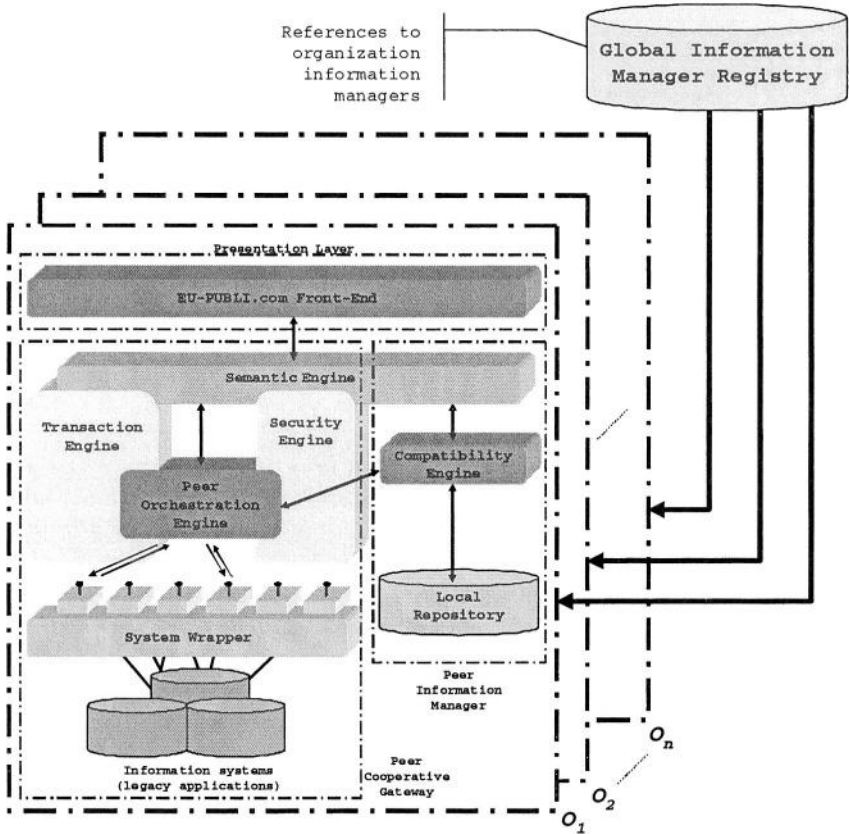 References to
organization
information
managers
Global Information
Manager Registry
Presentation Layer
EU-PUBLI.com Front-End
Semantic Engine
Transaction
Engine
Security
Engine
Compatibility
Engine
Peer
Orchestration
Engine
Local
Repository
System Wrapper
Peer
Information
Manager
Information systems
(legacy applications)
Peer
Cooperative
Gateway
On
O2
O1